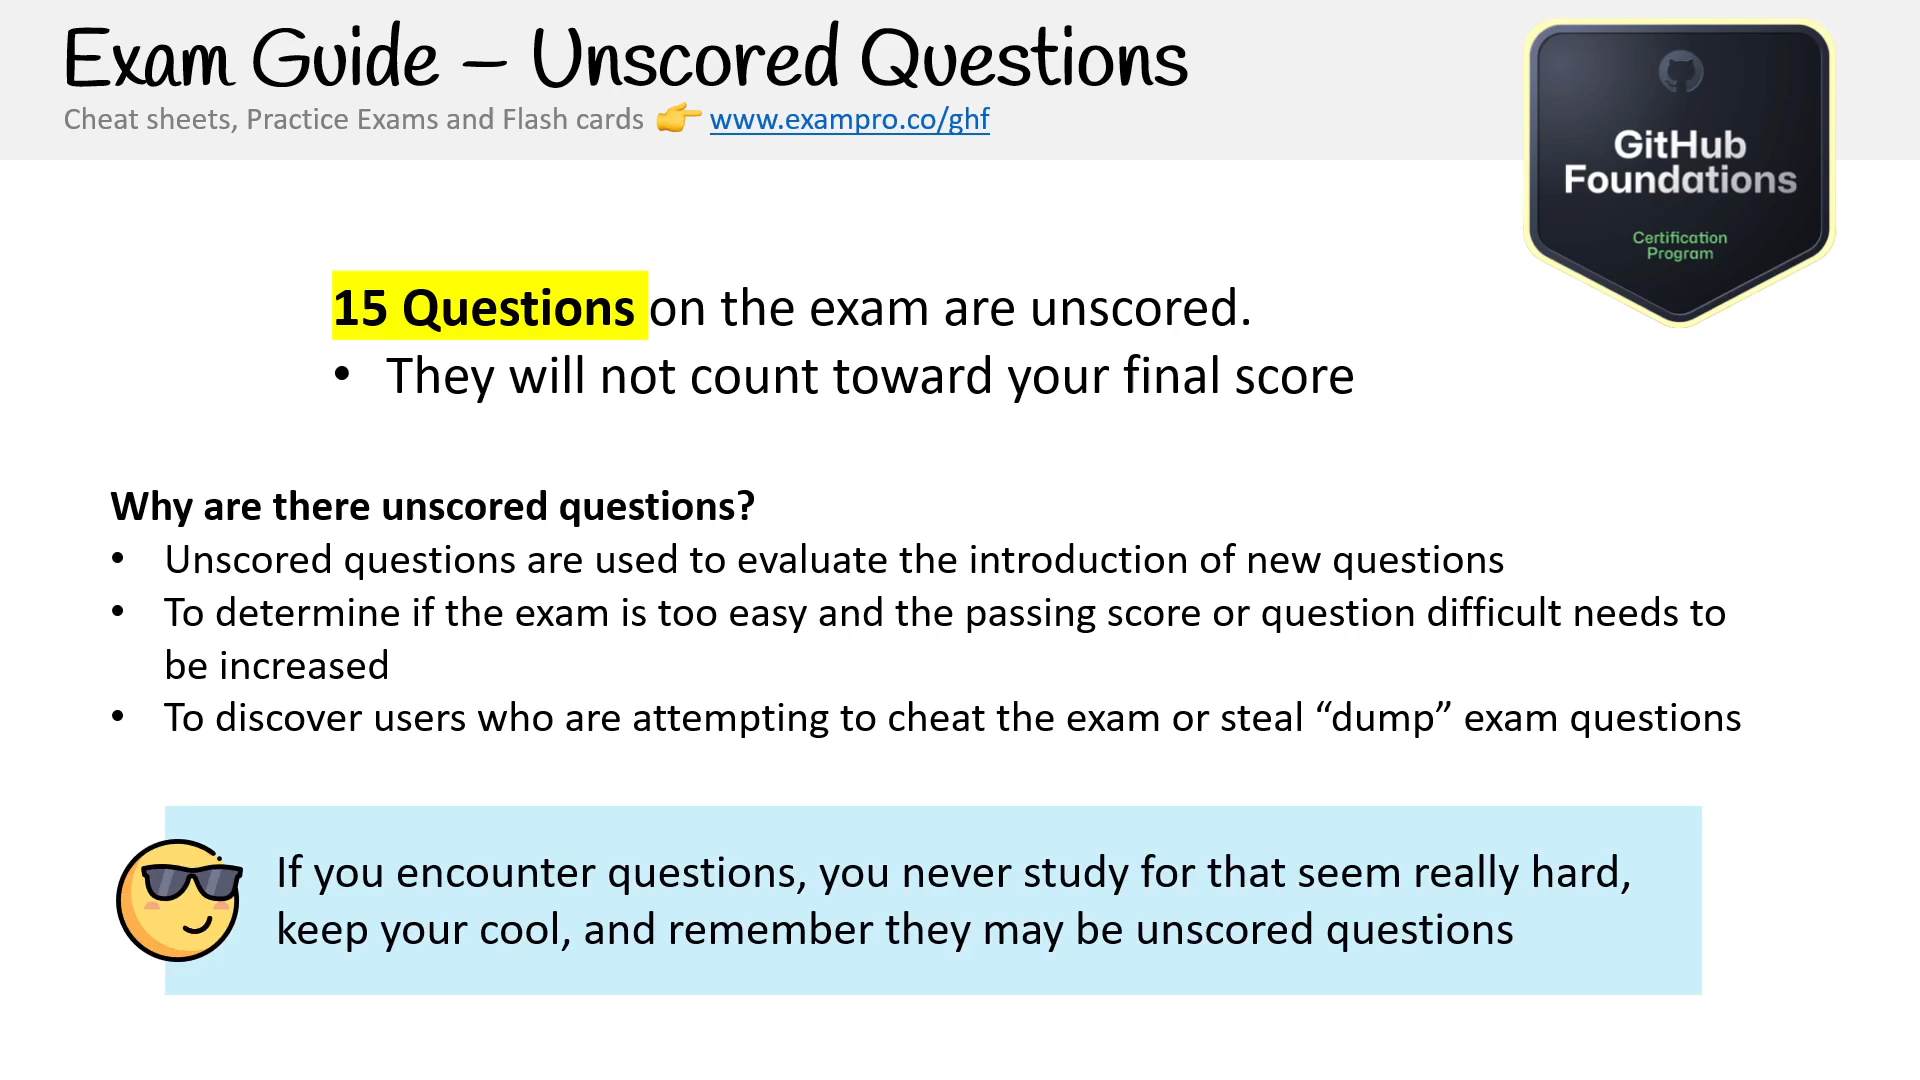 Exam Guide – Unscored Questions
Cheat sheets, Practice Exams and Flash cards 👉 www.exampro.co/ghf
GitHub
Foundations
Certification
Program
15 Questions on the exam are unscored.
• They will not count toward your final score
Why are there unscored questions?
• Unscored questions are used to evaluate the introduction of new questions
• To determine if the exam is too easy and the passing score or question difficult needs to
be increased
• To discover users who are attempting to cheat the exam or steal “dump” exam questions
If you encounter questions, you never study for that seem really hard,
keep your cool, and remember they may be unscored questions